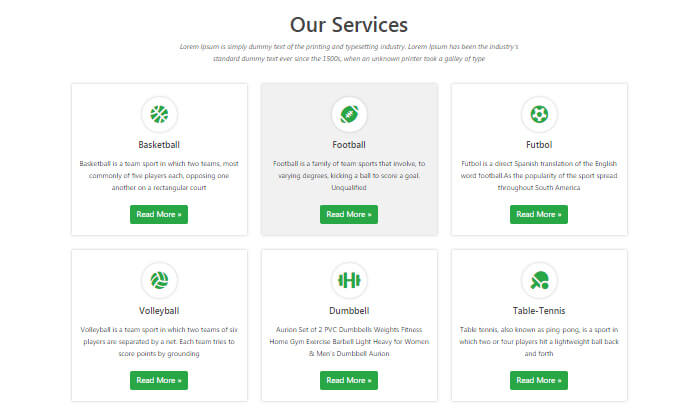 Our Services
Lorem Ipsum is simply dummy text of the printing and typesetting industry. Lorem Ipsum has been the industry's
standard dummy text ever since the 1500s, when an unknown printer took a galley of type
Basketball
Basketball is a team sport in which two teams, most
commonly of five players each, opposing one
another on a rectangular court
Read More »
Football
Football is a family of team sports that involve, to
varying degrees, kicking a ball to score a goal.
Unqualified
Read More »
Futbol
Futbol is a direct Spanish translation of the English
word football.As the popularity of the sport spread
throughout South America
Read More »
Volleyball
Volleyball is a team sport in which two teams of six
players are separated by a net. Each team tries to
score points by grounding
Read More »
Dumbbell
Aurion Set of 2 PVC Dumbbells Weights Fitness
Home Gym Exercise Barbell Light Heavy for Women
& Men's Dumbbell Aurion
Read More »
Table-Tennis
Table tennis, also known as ping pong, is a sport in
which two or four players hit a lightweight ball back
and forth
Read More »